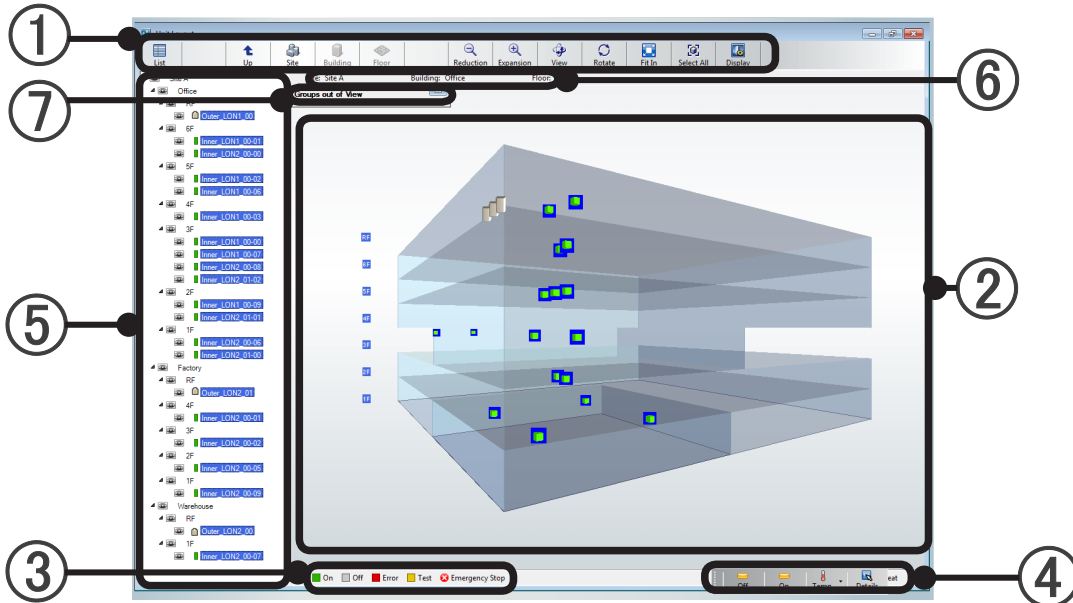 ①
List Up Site Building Floor Reduction Expansion View Rotate Fit In Select All Display
⑥
Site A Building: Office Floor:
⑦
Groups out of View
Site A
Office
RF
Outer_LON1_00
6F
Inner_LON1_00-01
Inner_LON2_00-00
5F
Inner_LON1_00-02
Inner_LON1_00-06
4F
Inner_LON1_00-03
3F
Inner_LON1_00-00
Inner_LON1_00-07
Inner_LON2_00-08
Inner_LON2_01-02
2F
Inner_LON1_00-09
Inner_LON2_01-01
1F
Inner_LON2_00-06
Inner_LON2_01-00
Factory
RF
Outer_LON2_01
4F
Inner_LON2_00-01
3F
Inner_LON2_00-02
2F
Inner_LON2_00-05
1F
Inner_LON2_00-09
Warehouse
RF
Outer_LON2_00
1F
Inner_LON2_00-07
⑤
RF
6F
5F
4F
3F
2F
1F
②
③
On Off Error Test Emergency Stop
Off On Temp. Details eat
④